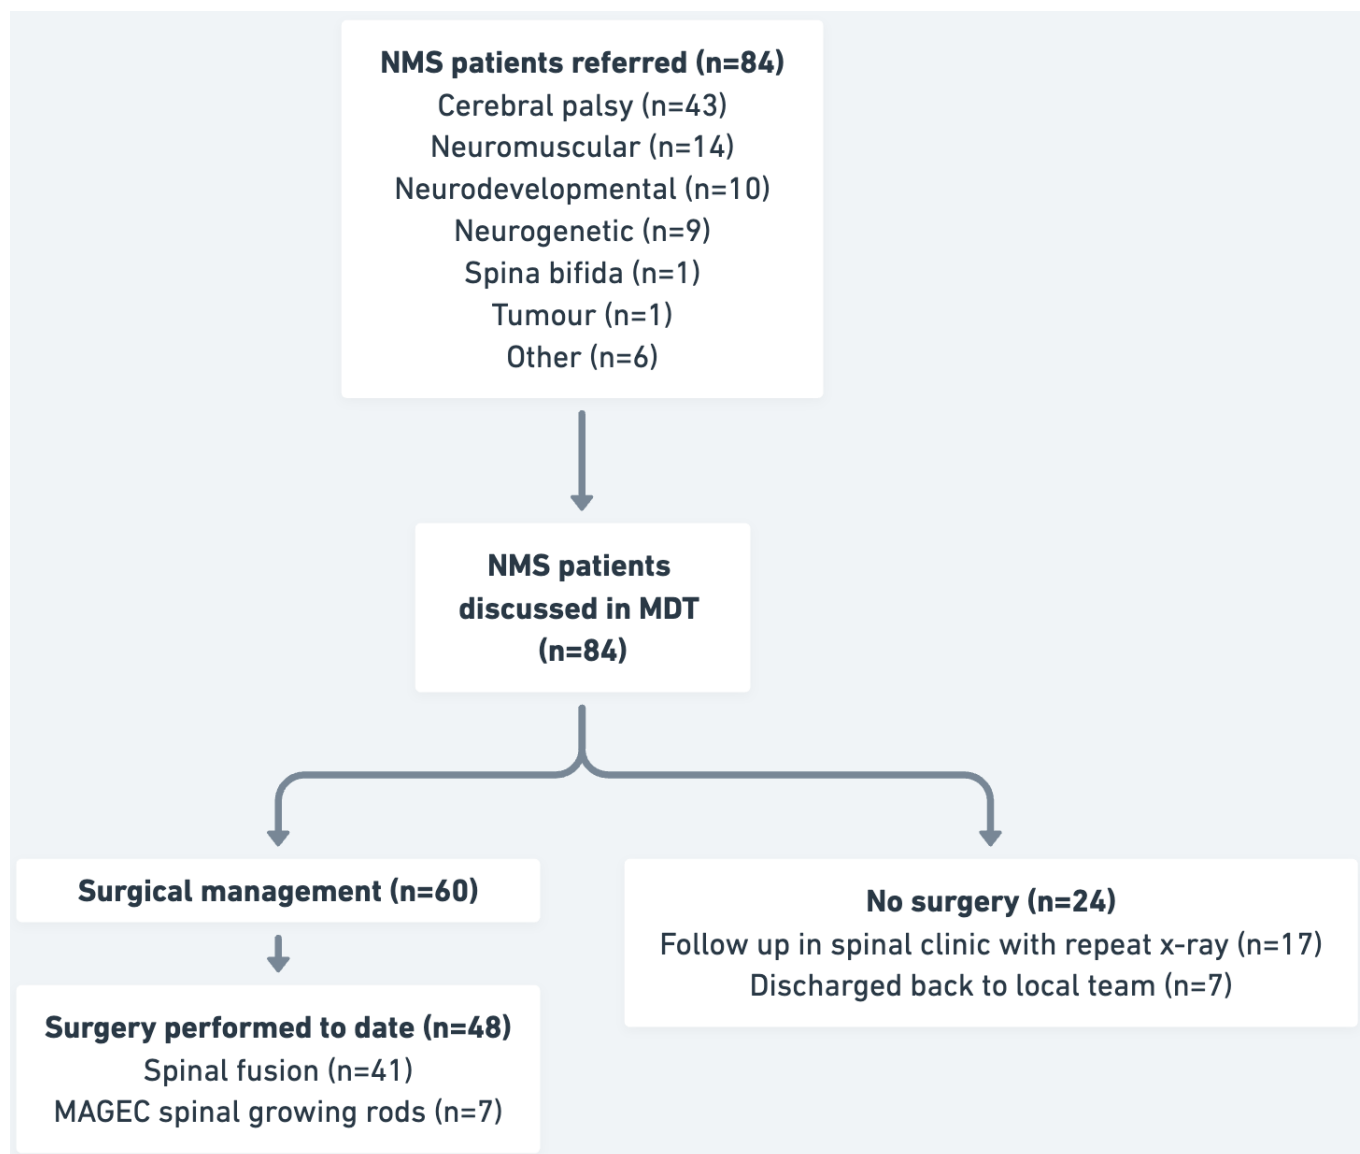 NMS patients referred (n=84)
Cerebral palsy (n=43)
Neuromuscular (n=14)
Neurodevelopmental (n=10)
Neurogenetic (n=9)
Spina bifida (n=1)
Tumour (n=1)
Other (n=6)
NMS patients
discussed in MDT
(n=84)
Surgical management (n=60)
Surgery performed to date (n=48)
Spinal fusion (n=41)
MAGEC spinal growing rods (n=7)
No surgery (n=24)
Follow up in spinal clinic with repeat x-ray (n=17)
Discharged back to local team (n=7)